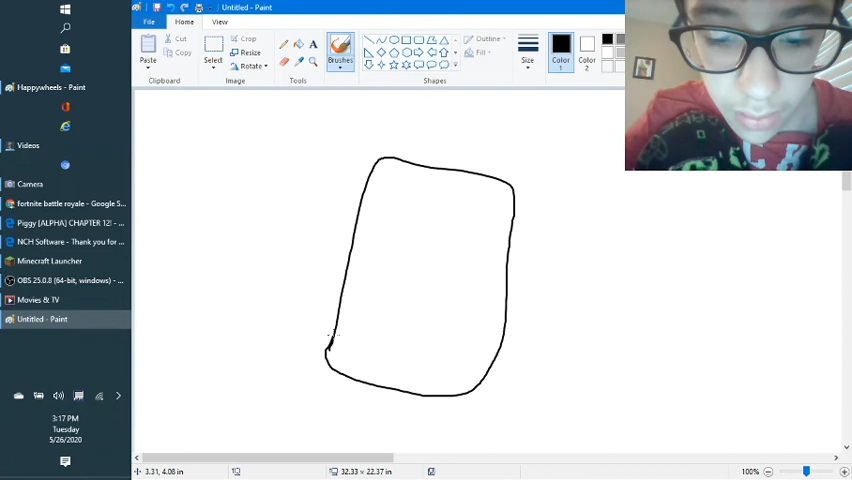 Untitled - Paint
File
Home
View
Paste
Cut
Copy
Clipboard
Select
Crop
Resize
Rotate
Image
Tools
Brushes
Shapes
Outline
Fill
Size
Color
1
Color
2
Happywheels - Paint
Videos
Camera
fortnite battle royale - Google S...
Piggy [ALPHA] CHAPTER 12! - ...
NCH Software - Thank you for ...
Minecraft Launcher
OBS 25.0.8 (64-bit, windows) - ...
Movies & TV
Untitled - Paint
3:17 PM
Tuesday
5/26/2020
3.31, 4.08 in
32.33 × 22.37in
100%